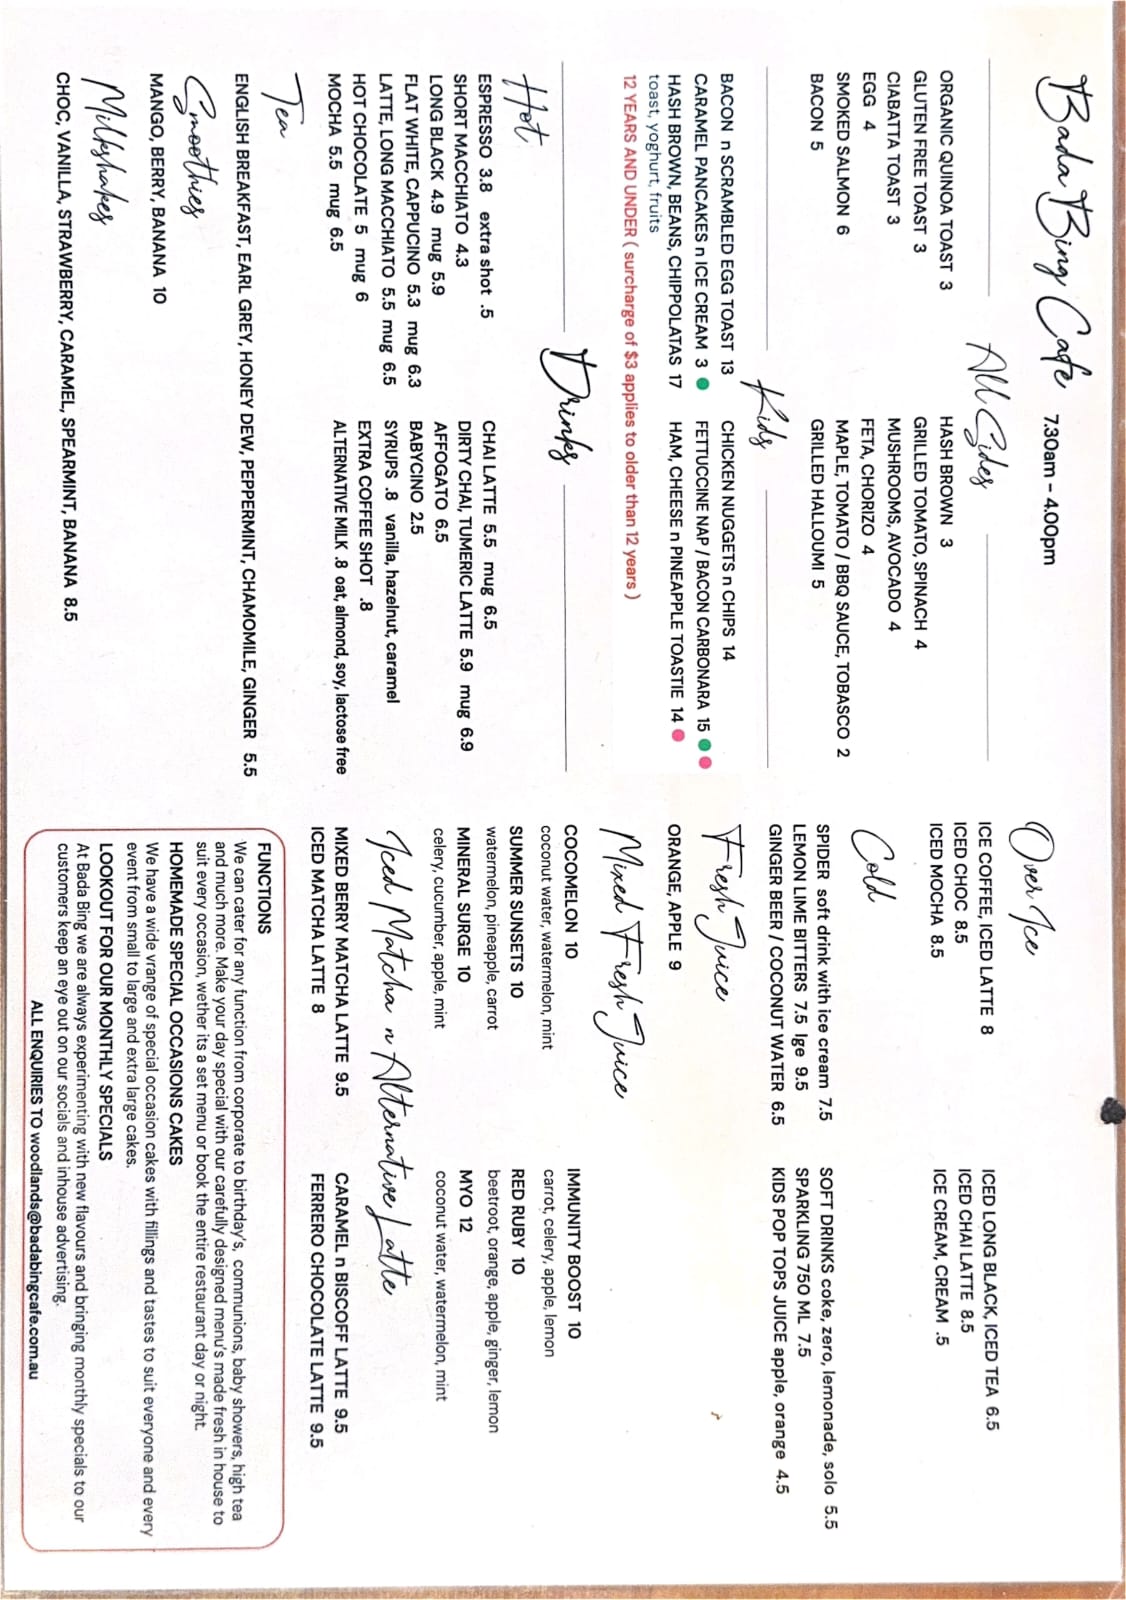 Bada Bing Cafe 7.30am - 4.00pm
All Sides
ORGANIC QUINOA TOAST 3
GLUTEN FREE TOAST 3
CIABATTA TOAST 3
EGG 4
SMOKED SALMON 6
BACON 5
HASH BROWN 3
GRILLED TOMATO, SPINACH 4
MUSHROOMS, AVOCADO 4
FETA, CHORIZO 4
MAPLE, TOMATO / BBQ SAUCE, TOBASCO 2
GRILLED HALLOUMI 5
Kids
BACON n SCRAMBLED EGG TOAST 13
CARAMEL PANCAKES n ICE CREAM 3
HASH BROWN, BEANS, CHIPPOLATAS 17
toast, yoghurt, fruits
CHICKEN NUGGETS n CHIPS 14
FETTUCCINE NAP / BACON CARBONARA 15
HAM, CHEESE n PINEAPPLE TOASTIE 14
12 YEARS AND UNDER ( surcharge of $3 applies to older than 12 years )
Drinks
Hot
ESPRESSO 3.8 extra shot .5
SHORT MACCHIATO 4.3
LONG BLACK 4.9 mug 5.9
FLAT WHITE, CAPPUCINO 5.3 mug 6.3
LATTE, LONG MACCHIATO 5.5 mug 6.5
HOT CHOCOLATE 5 mug 6
MOCHA 5.5 mug 6.5
CHAI LATTE 5.5 mug 6.5
DIRTY CHAI, TUMERIC LATTE 5.9 mug 6.9
AFFOGATO 6.5
BABYCINO 2.5
SYRUPS .8 vanilla, hazelnut, caramel
EXTRA COFFEE SHOT .8
ALTERNATIVE MILK .8 oat, almond, soy, lactose free
Tea
ENGLISH BREAKFAST, EARL GREY, HONEY DEW, PEPPERMINT, CHAMOMILE, GINGER 5.5
Smoothies
MANGO, BERRY, BANANA 10
Milkshakes
CHOC, VANILLA, STRAWBERRY, CARAMEL, SPEARMINT, BANANA 8.5
Over Ice
ICE COFFEE, ICED LATTE 8
ICED CHOC 8.5
ICED MOCHA 8.5
ICED LONG BLACK, ICED TEA 6.5
ICED CHAI LATTE 8.5
ICE CREAM, CREAM .5
Cold
SPIDER soft drink with ice cream 7.5
LEMON LIME BITTERS 7.5 lge 9.5
GINGER BEER / COCONUT WATER 6.5
SOFT DRINKS coke, zero, lemonade, solo 5.5
SPARKLING 750 ML 7.5
KIDS POP TOPS JUICE apple, orange 4.5
Fresh Juice
ORANGE, APPLE 9
Mixed Fresh Juice
COCOMELON 10
coconut water, watermelon, mint
SUMMER SUNSETS 10
watermelon, pineapple, carrot
MINERAL SURGE 10
celery, cucumber, apple, mint
IMMUNITY BOOST 10
carrot, celery, apple, lemon
RED RUBY 10
beetroot, orange, apple, ginger, lemon
MYO 12
coconut water, watermelon, mint
Iced Matcha n Alternative Latte
MIXED BERRY MATCHA LATTE 9.5
ICED MATCHA LATTE 8
CARAMEL n BISCOFF LATTE 9.5
FERRERO CHOCOLATE LATTE 9.5
FUNCTIONS
We can cater for any function from corporate to birthday's, communions, baby showers, high tea
and much more. Make your day special with our carefully designed menu's made fresh in house to
suit every occasion, wether its a set menu or book the entire restaurant day or night.
HOMEMADE SPECIAL OCCASIONS CAKES
We have a wide vrange of special occasion cakes with fillings and tastes to suit everyone and every
event from small to large and extra large cakes.
LOOKOUT FOR OUR MONTHLY SPECIALS
At Bada Bing we are always experimenting with new flavours and bringing monthly specials to our
customers keep an eye out on our socials and inhouse advertising.
ALL ENQUIRIES TO woodlands@badabingcafe.com.au